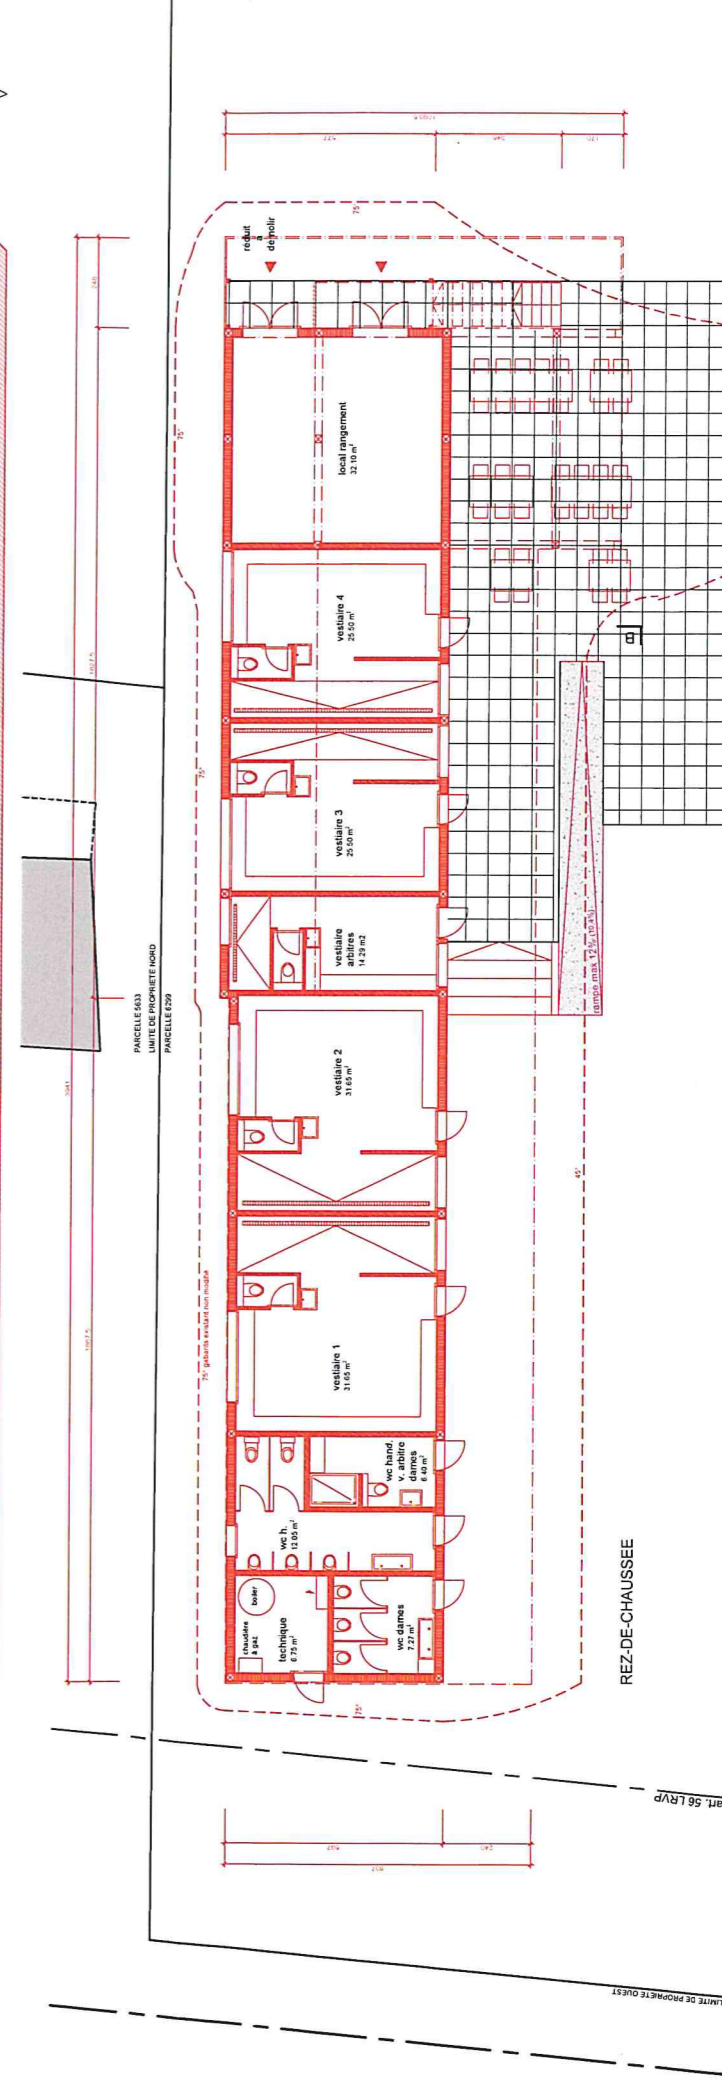 réduit
à
démolir
75°
75°
local rangement
32.10 m²
vestiaire 4
25.50 m²
B
75°
vestiaire 3
25.50 m²
vestiaire
arbitres
14.29 m2
rampe max 12% (10.4%)
PARCELLE 5633
LIMITE DE PROPRIETE NORD
PARCELLE 6299
vestiaire 2
31.65 m²
45°
75° gabarits existant non modifié
vestiaire 1
31.65 m²
wc hand.
v. arbitre
dames
6.40 m²
wc h.
12.05 m²
chaudière
à gaz
boiler
technique
6.75 m²
wc dames
7.27 m²
75°
REZ-DE-CHAUSSEE
art. 56 LRVP
LIMITE DE PROPRIETE OUEST